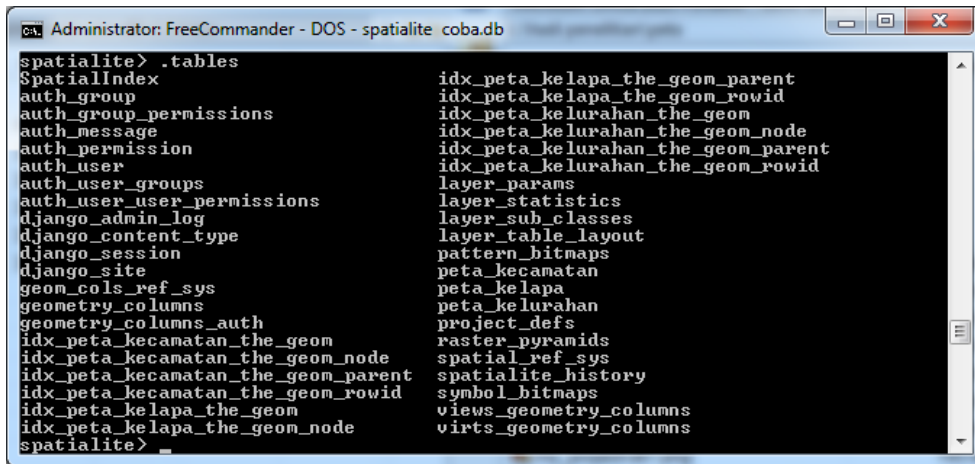 Administrator: FreeCommander - DOS - spatialite coba.db
spatialite> .tables
SpatialIndex                        idx_peta_kelapa_the_geom_parent
auth_group                          idx_peta_kelapa_the_geom_rowid
auth_group_permissions              idx_peta_kelurahan_the_geom
auth_message                        idx_peta_kelurahan_the_geom_node
auth_permission                     idx_peta_kelurahan_the_geom_parent
auth_user                           idx_peta_kelurahan_the_geom_rowid
auth_user_groups                    layer_params
auth_user_user_permissions          layer_statistics
django_admin_log                    layer_sub_classes
django_content_type                 layer_table_layout
django_session                      pattern_bitmaps
django_site                         peta_kecamatan
geom_cols_ref_sys                   peta_kelapa
geometry_columns                    peta_kelurahan
geometry_columns_auth               project_defs
idx_peta_kecamatan_the_geom         raster_pyramids
idx_peta_kecamatan_the_geom_node    spatial_ref_sys
idx_peta_kecamatan_the_geom_parent  spatialite_history
idx_peta_kecamatan_the_geom_rowid   symbol_bitmaps
idx_peta_kelapa_the_geom            views_geometry_columns
idx_peta_kelapa_the_geom_node       virts_geometry_columns
spatialite> _